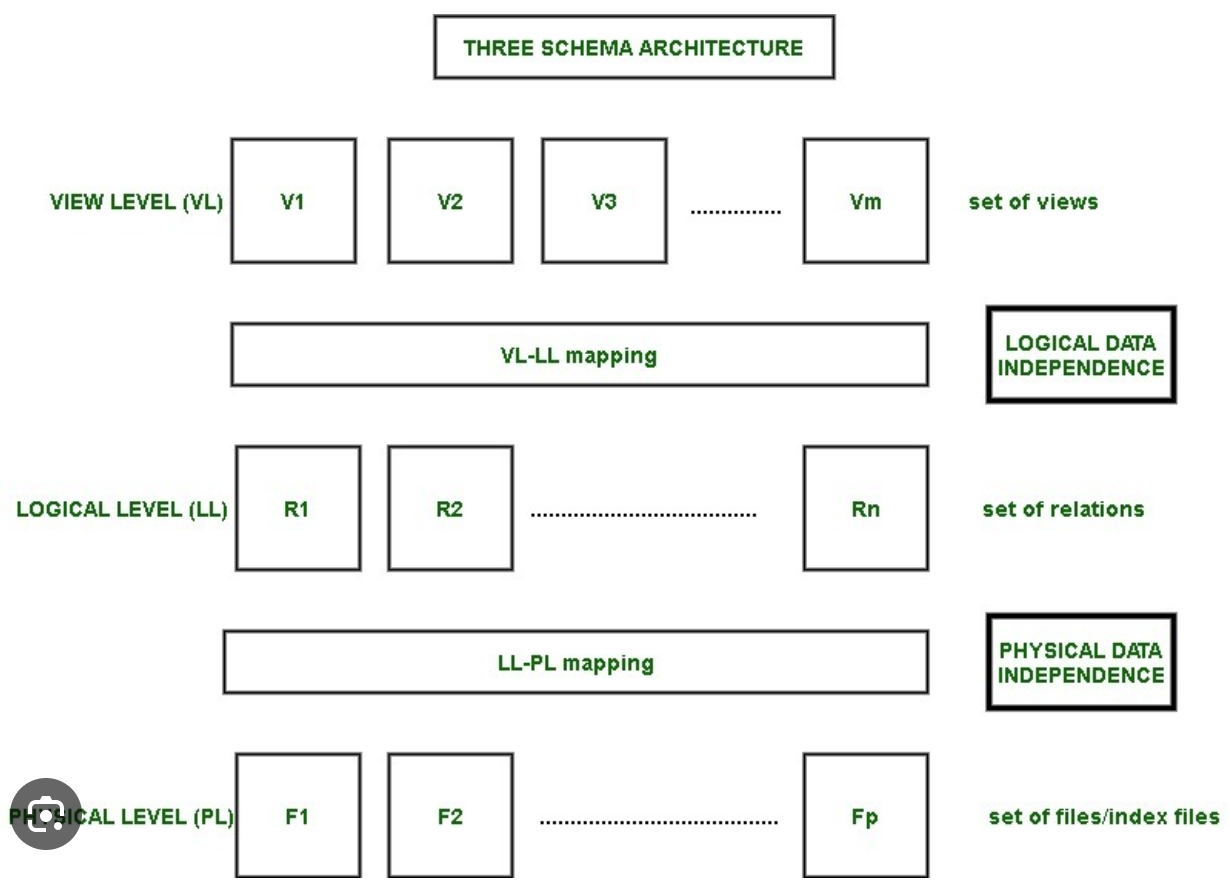 THREE SCHEMA ARCHITECTURE
VIEW LEVEL (VL) V1 V2 V3 ............... Vm set of views
VL-LL mapping
LOGICAL DATA
INDEPENDENCE
LOGICAL LEVEL (LL) R1 R2 ..................................... Rn set of relations
LL-PL mapping
PHYSICAL DATA
INDEPENDENCE
PHYSICAL LEVEL (PL) F1 F2 ....................................... Fp set of files/index files